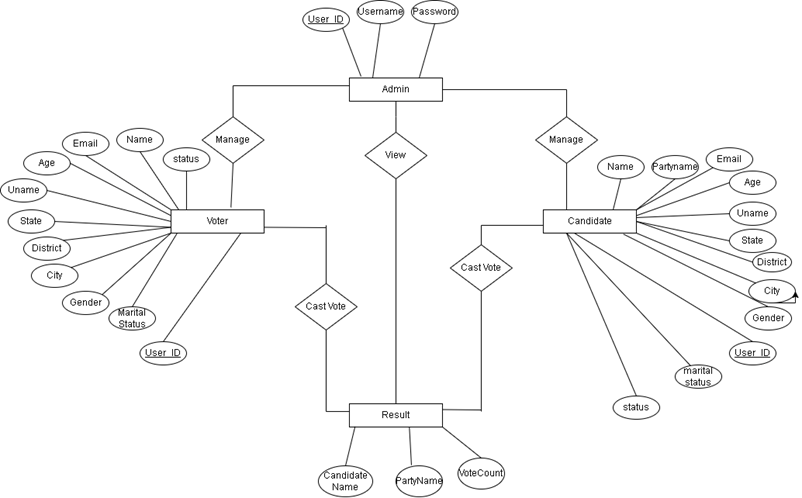 User_ID
Username
Password
Admin
Manage
View
Manage
Name
Email
status
Age
Uname
State
District
City
Gender
Marital
Status
User_ID
Voter
Name
Partyname
Email
Age
Uname
State
District
City
Gender
User_ID
marital
status
status
Candidate
Cast Vote
Cast Vote
Result
Candidate
Name
PartyName
VoteCount